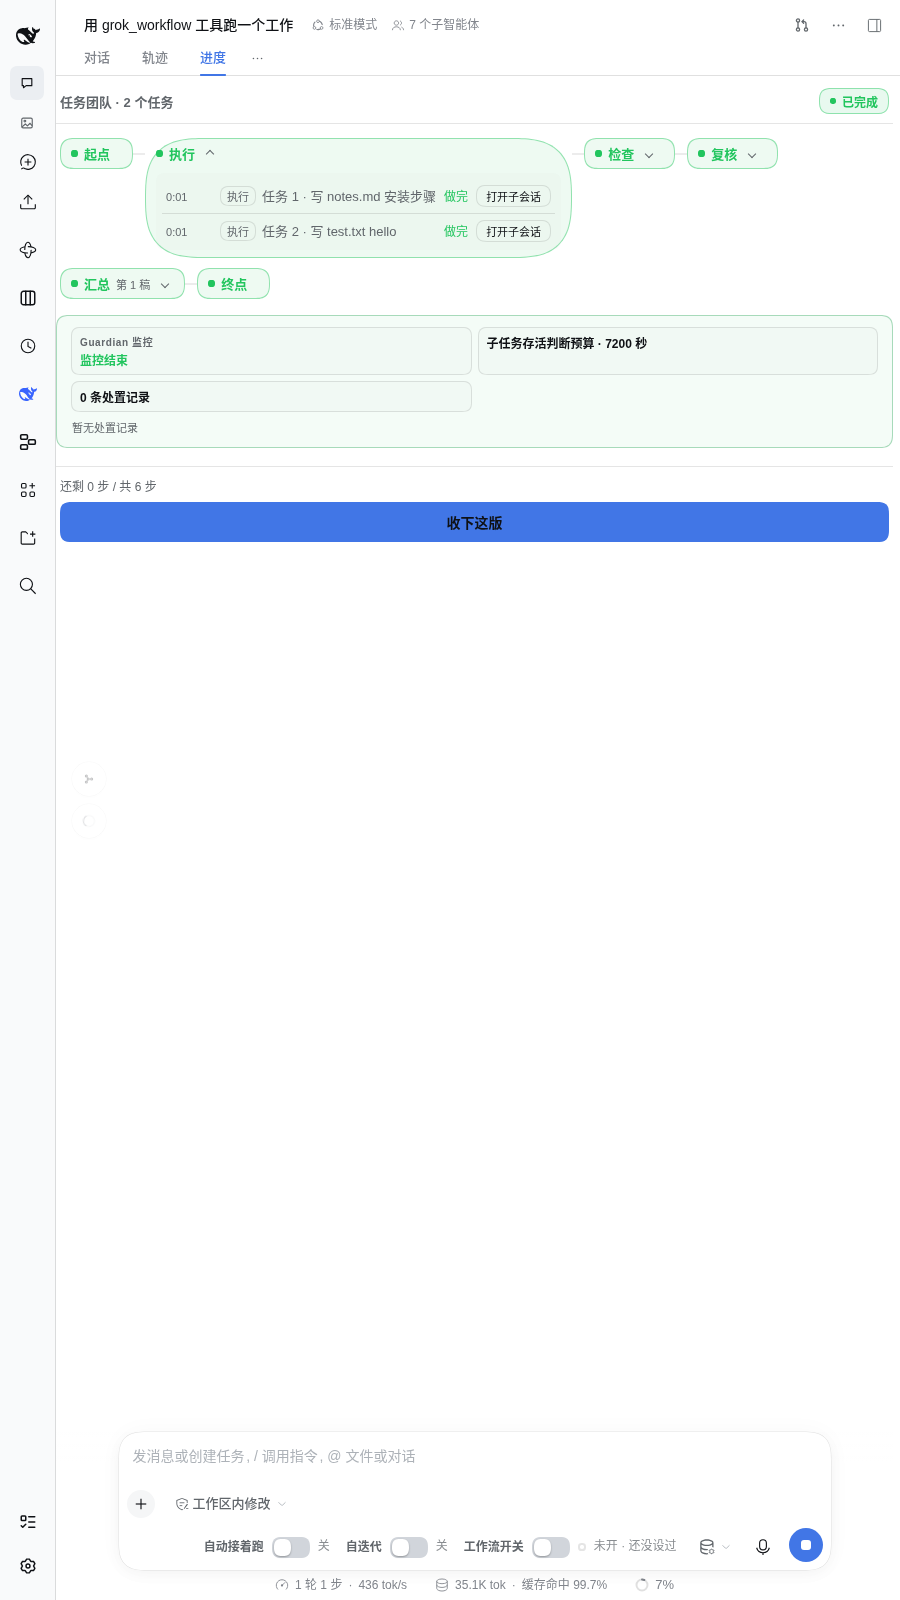 用 grok_workflow 工具跑一个工作 标准模式 7 个子智能体
对话 轨迹 进度 ···
任务团队 · 2 个任务 已完成
起点 执行 检查 复核
0:01 执行 任务 1 · 写 notes.md 安装步骤 做完 打开子会话
0:01 执行 任务 2 · 写 test.txt hello 做完 打开子会话
汇总 第 1 稿 终点
Guardian 监控
监控结束
子任务存活判断预算 · 7200 秒
0 条处置记录
暂无处置记录
还剩 0 步 / 共 6 步
收下这版
发消息或创建任务, / 调用指令, @ 文件或对话
工作区内修改
自动接着跑 关 自迭代 关 工作流开关 未开 · 还没设过
1 轮 1 步 · 436 tok/s 35.1K tok · 缓存命中 99.7% 7%